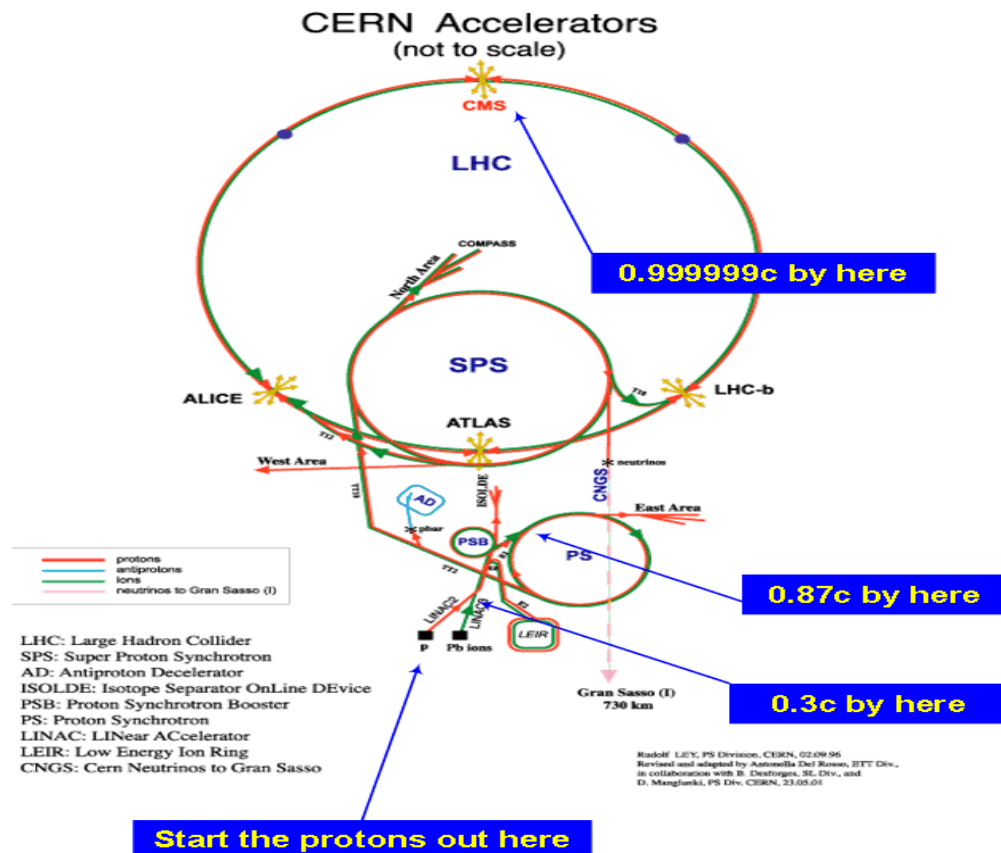 CERN Accelerators
(not to scale)
CMS
LHC
COMPASS
North Area
0.999999c by here
SPS
ALICE
ATLAS
LHC-b
TI8
TI2
West Area
neutrinos
CNGS
ISOLDE
TT10
East Area
AD
pbar
PSB
PS
TT2
E2
LINAC2
LINAC3
LEIR
p
Pb ions
0.87c by here
0.3c by here
Gran Sasso (I)
730 km
protons
antiprotons
ions
neutrinos to Gran Sasso (I)
LHC: Large Hadron Collider
SPS: Super Proton Synchrotron
AD: Antiproton Decelerator
ISOLDE: Isotope Separator OnLine DEvice
PSB: Proton Synchrotron Booster
PS: Proton Synchrotron
LINAC: LINear ACcelerator
LEIR: Low Energy Ion Ring
CNGS: Cern Neutrinos to Gran Sasso
Rudolf LEY, PS Division, CERN, 02.09.96
Revised and adapted by Antonella Del Rosso, ETT Div.,
in collaboration with B. Desforges, SL Div., and
D. Manglunki, PS Div. CERN, 23.05.01
Start the protons out here